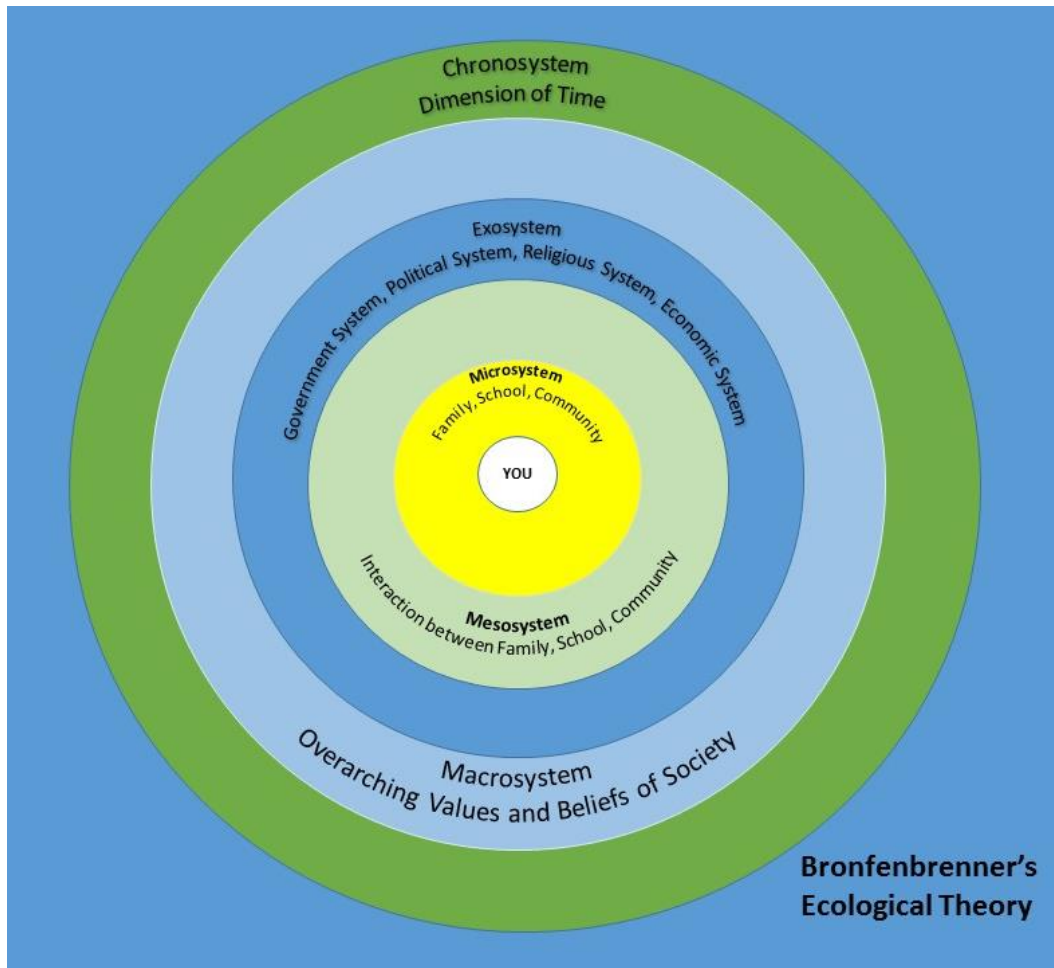 Chronosystem
Dimension of Time
Exosystem
Government System, Political System, Religious System, Economic System
Microsystem
Family, School, Community
YOU
Mesosystem
Interaction between Family, School, Community
Macrosystem
Overarching Values and Beliefs of Society
Bronfenbrenner's
Ecological Theory